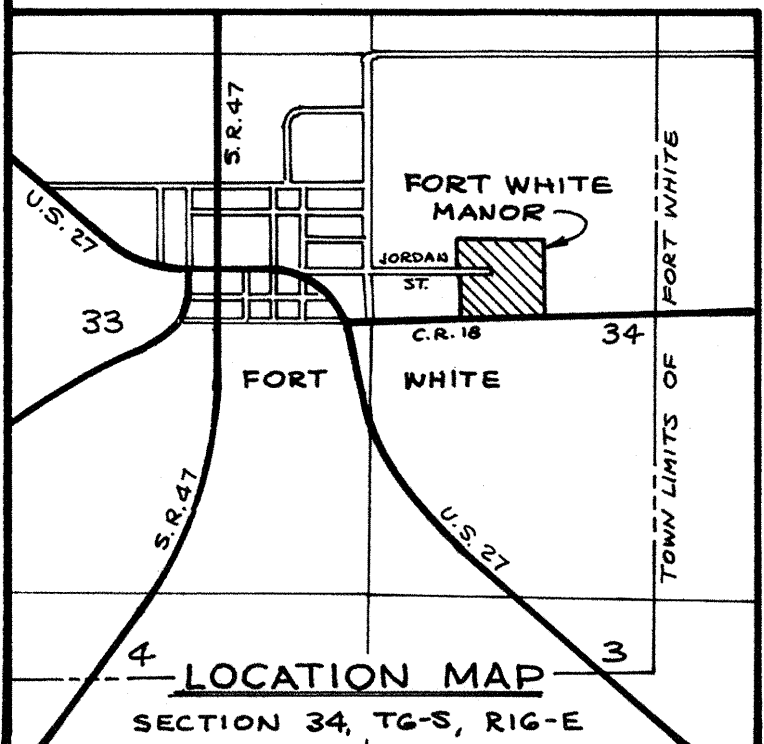 S.R. 47
FORT WHITE
MANOR
U.S. 27
JORDAN
ST.
33
C.R. 18
34
FORT WHITE
TOWN LIMITS OF FORT WHITE
S.R. 47
U.S. 27
4
3
LOCATION MAP
SECTION 34, T6-S, R16-E